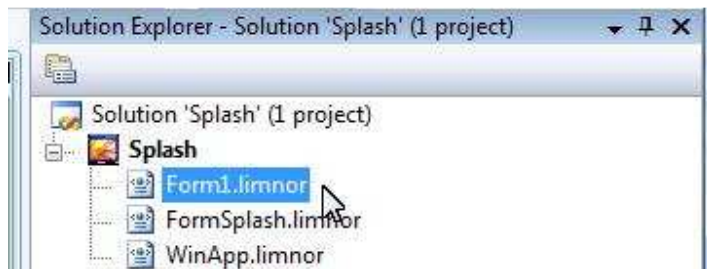 Solution Explorer - Solution 'Splash' (1 project)
Solution 'Splash' (1 project)
Splash
Form1.limnor
FormSplash.limnor
WinApp.limnor